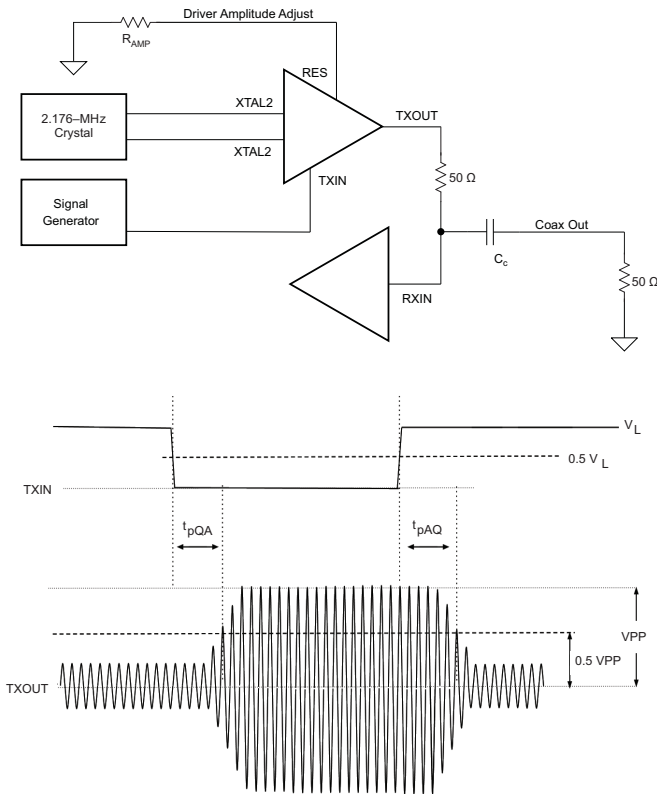 Driver Amplitude Adjust
R_AMP
RES
2.176–MHz
Crystal
XTAL2
XTAL2
TXOUT
50 Ω
Signal
Generator
TXIN
Coax Out
C_c
50 Ω
RXIN
V_L
0.5 V_L
TXIN
t_pQA
t_pAQ
VPP
0.5 VPP
TXOUT